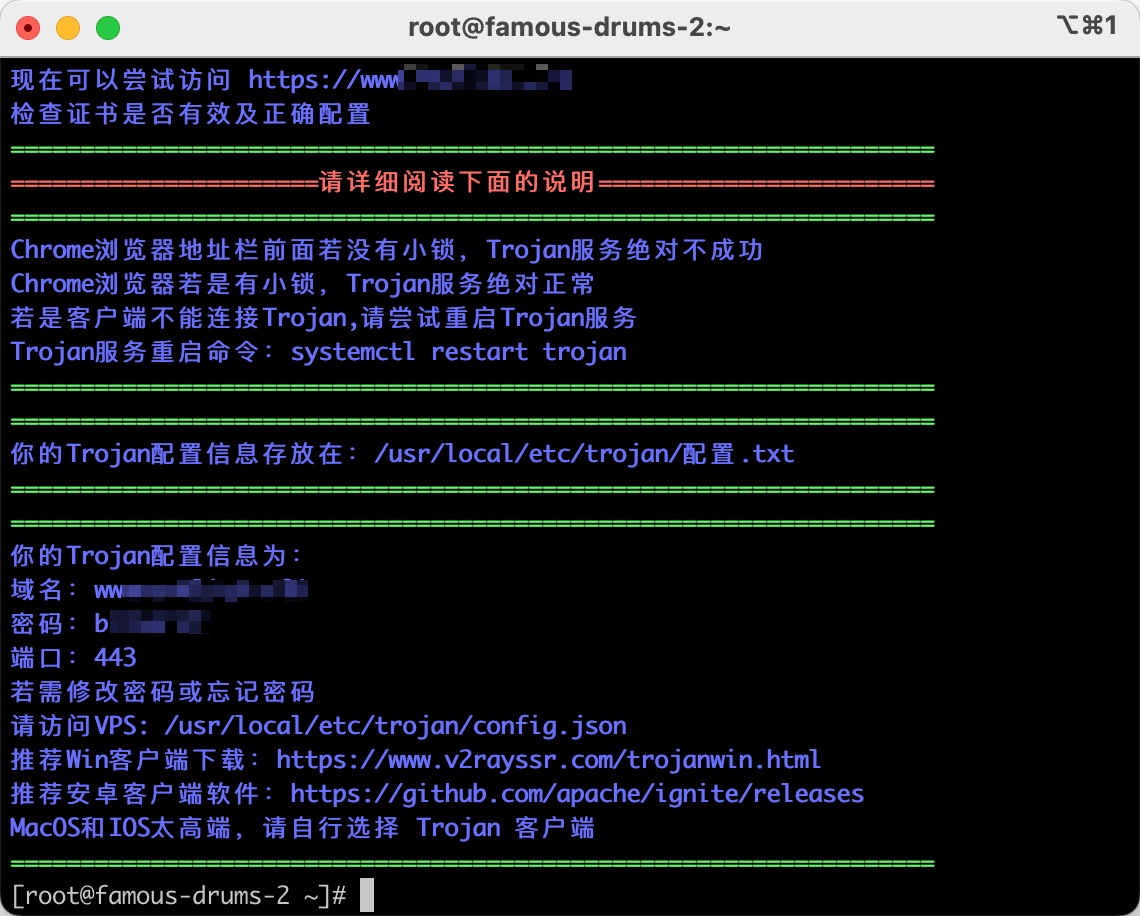 root@famous-drums-2:~ ⌥⌘1
现在可以尝试访问 https://www
检查证书是否有效及正确配置
==================================================================
======================请详细阅读下面的说明========================
==================================================================
Chrome浏览器地址栏前面若没有小锁，Trojan服务绝对不成功
Chrome浏览器若是有小锁，Trojan服务绝对正常
若是客户端不能连接Trojan,请尝试重启Trojan服务
Trojan服务重启命令：systemctl restart trojan
==================================================================
==================================================================
你的Trojan配置信息存放在：/usr/local/etc/trojan/配置.txt
==================================================================
==================================================================
你的Trojan配置信息为：
域名：ww
密码：b
端口：443
若需修改密码或忘记密码
请访问VPS: /usr/local/etc/trojan/config.json
推荐Win客户端下载：https://www.v2rayssr.com/trojanwin.html
推荐安卓客户端软件：https://github.com/apache/ignite/releases
MacOS和IOS太高端，请自行选择 Trojan 客户端
==================================================================
[root@famous-drums-2 ~]#